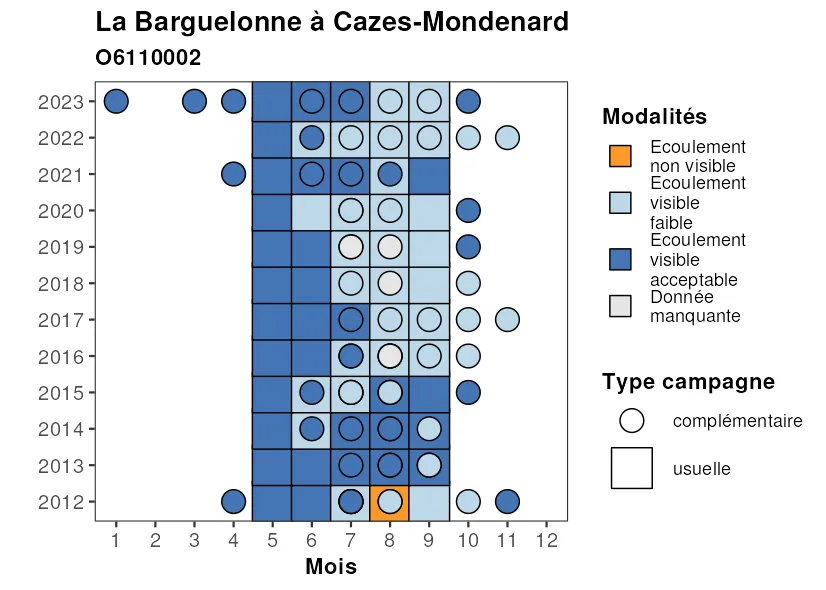 La Barguelonne à Cazes-Mondenard
O6110002
2023
2022
2021
2020
2019
2018
2017
2016
2015
2014
2013
2012
1 2 3 4 5 6 7 8 9 10 11 12
Mois
Modalités
Ecoulement
non visible
Ecoulement
visible
faible
Ecoulement
visible
acceptable
Donnée
manquante
Type campagne
complémentaire
usuelle